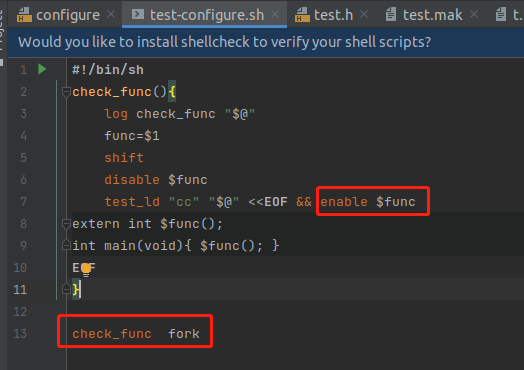 configure test-configure.sh test.h test.mak t.
Would you like to install shellcheck to verify your shell scripts?
1 #!/bin/sh
2 check_func(){
3 log check_func "$@"
4 func=$1
5 shift
6 disable $func
7 test_ld "cc" "$@" <<EOF && enable $func
8 extern int $func();
9 int main(void){ $func(); }
10 EOF
11 }
12
13 check_func fork